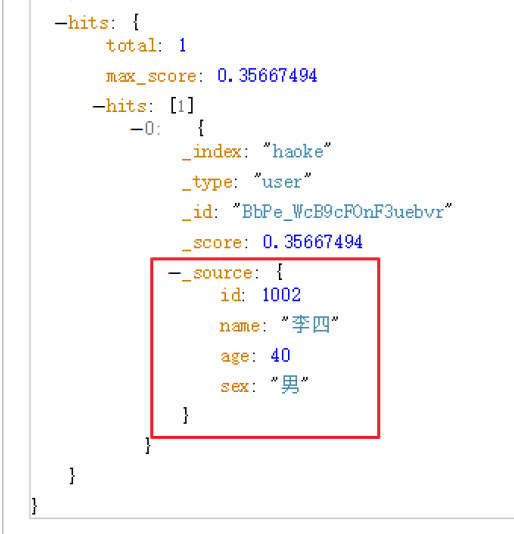 —hits: {
total: 1
max_score: 0.35667494
—hits: [1]
—0: {
_index: "haoke"
_type: "user"
_id: "BbPe_WcB9cFOnF3uebvr"
_score: 0.35667494
—_source: {
id: 1002
name: "李四"
age: 40
sex: "男"
}
}
}
}